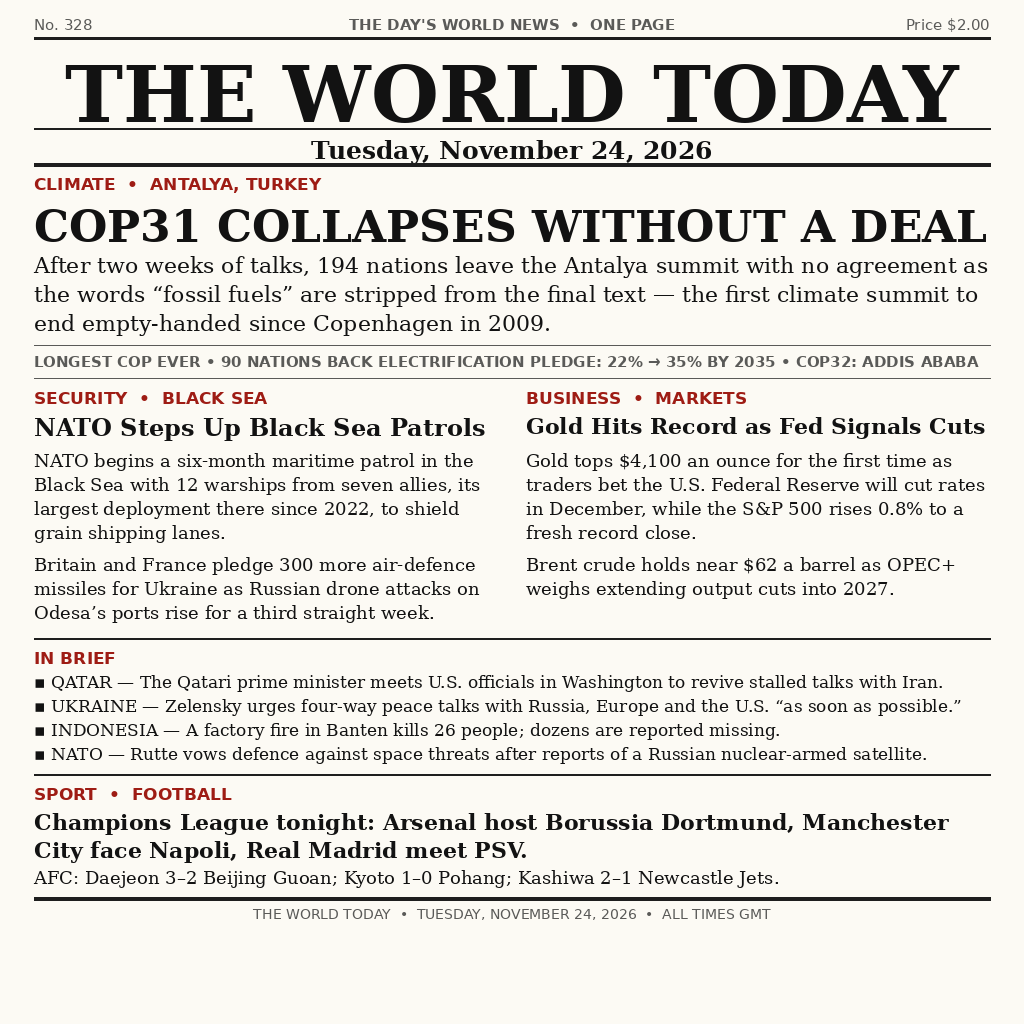 No. 328
THE DAY'S WORLD NEWS • ONE PAGE
Price $2.00
THE WORLD TODAY
Tuesday, November 24, 2026
CLIMATE • ANTALYA, TURKEY
COP31 COLLAPSES WITHOUT A DEAL
After two weeks of talks, 194 nations leave the Antalya summit with no agreement as
the words “fossil fuels” are stripped from the final text — the first climate summit to
end empty-handed since Copenhagen in 2009.
LONGEST COP EVER • 90 NATIONS BACK ELECTRIFICATION PLEDGE: 22% → 35% BY 2035 • COP32: ADDIS ABABA
SECURITY • BLACK SEA
NATO Steps Up Black Sea Patrols
NATO begins a six-month maritime patrol in the
Black Sea with 12 warships from seven allies, its
largest deployment there since 2022, to shield
grain shipping lanes.
Britain and France pledge 300 more air-defence
missiles for Ukraine as Russian drone attacks on
Odesa’s ports rise for a third straight week.
BUSINESS • MARKETS
Gold Hits Record as Fed Signals Cuts
Gold tops $4,100 an ounce for the first time as
traders bet the U.S. Federal Reserve will cut rates
in December, while the S&P 500 rises 0.8% to a
fresh record close.
Brent crude holds near $62 a barrel as OPEC+
weighs extending output cuts into 2027.
IN BRIEF
■ QATAR — The Qatari prime minister meets U.S. officials in Washington to revive stalled talks with Iran.
■ UKRAINE — Zelensky urges four-way peace talks with Russia, Europe and the U.S. “as soon as possible.”
■ INDONESIA — A factory fire in Banten kills 26 people; dozens are reported missing.
■ NATO — Rutte vows defence against space threats after reports of a Russian nuclear-armed satellite.
SPORT • FOOTBALL
Champions League tonight: Arsenal host Borussia Dortmund, Manchester
City face Napoli, Real Madrid meet PSV.
AFC: Daejeon 3–2 Beijing Guoan; Kyoto 1–0 Pohang; Kashiwa 2–1 Newcastle Jets.
THE WORLD TODAY • TUESDAY, NOVEMBER 24, 2026 • ALL TIMES GMT